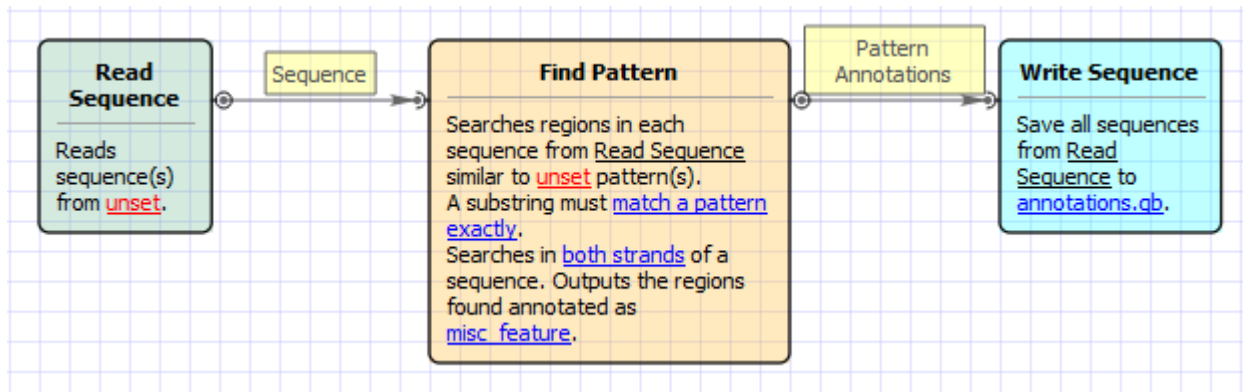 Read
Sequence
Reads
sequence(s)
from unset.
Sequence
Find Pattern
Searches regions in each
sequence from Read Sequence
similar to unset pattern(s).
A substring must match a pattern
exactly.
Searches in both strands of a
sequence. Outputs the regions
found annotated as
misc_feature.
Pattern
Annotations
Write Sequence
Save all sequences
from Read
Sequence to
annotations.gb.